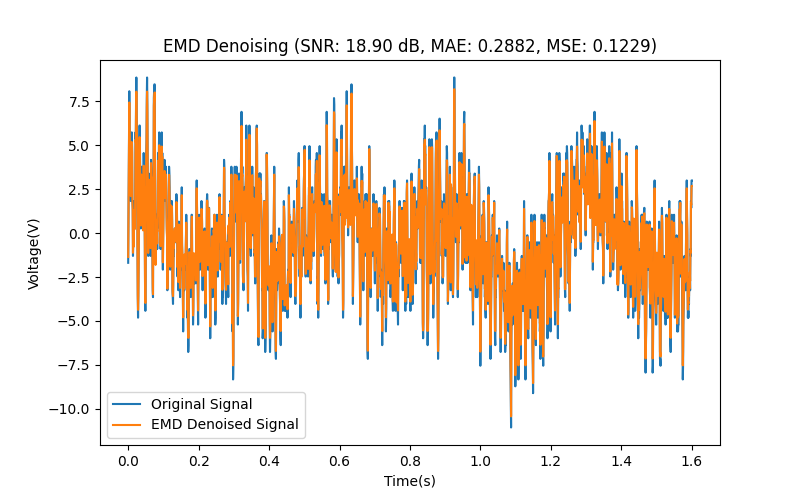 EMD Denoising (SNR: 18.90 dB, MAE: 0.2882, MSE: 0.1229)
Voltage(V)
7.5
5.0
2.5
0.0
−2.5
−5.0
−7.5
−10.0
Original Signal
EMD Denoised Signal
0.0 0.2 0.4 0.6 0.8 1.0 1.2 1.4 1.6
Time(s)